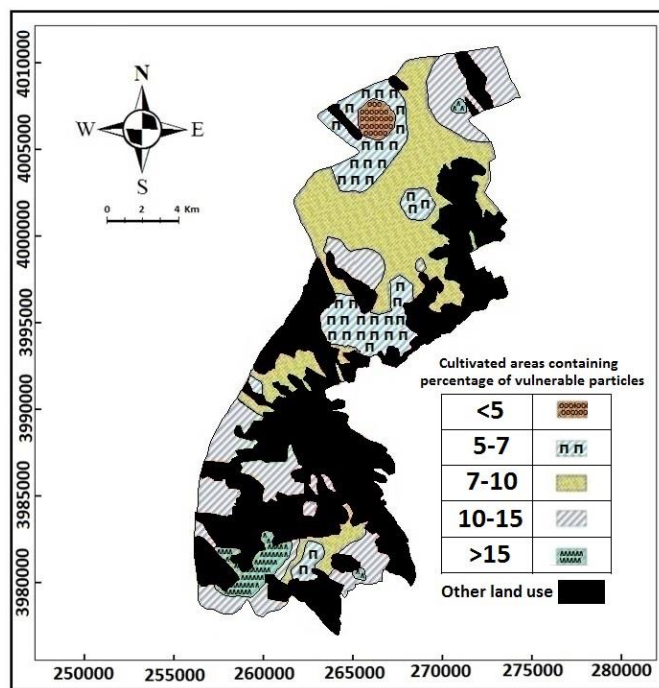 4010000
4005000
4000000
3995000
3990000
3985000
3980000
N
W E
S
0 2 4 Km
Cultivated areas containing
percentage of vulnerable particles
<5
5-7
7-10
10-15
>15
Other land use
250000 255000 260000 265000 270000 275000 280000